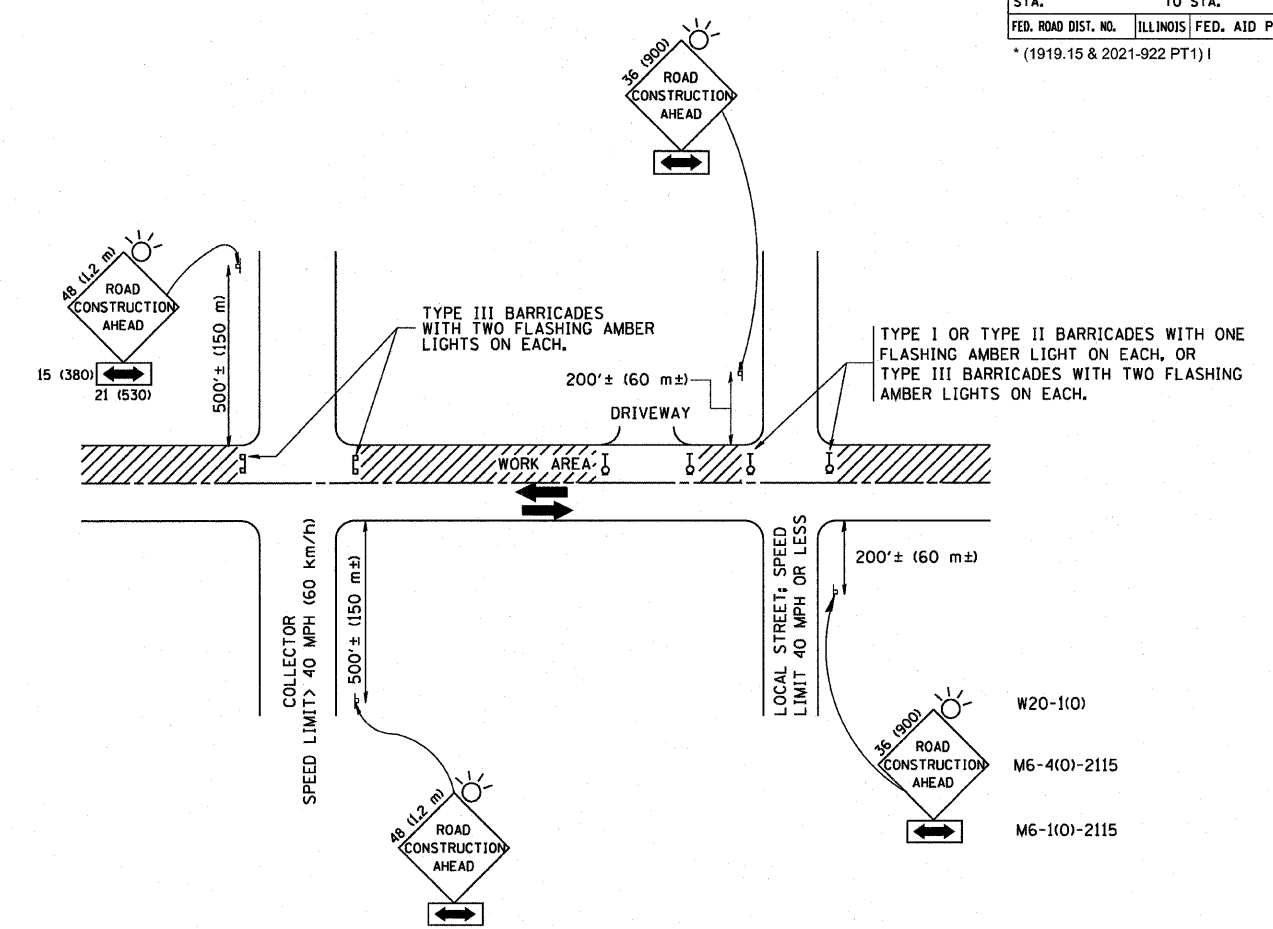 STA. TO STA.
FED. ROAD DIST. NO. ILLINOIS FED. AID P
* (1919.15 & 2021-922 PT1) I
36 (900)
ROAD
CONSTRUCTION
AHEAD
48 (1.2 m)
ROAD
CONSTRUCTION
AHEAD
15 (380)
21 (530)
500'± (150 m)
TYPE III BARRICADES
WITH TWO FLASHING AMBER
LIGHTS ON EACH.
200'± (60 m±)
DRIVEWAY
TYPE I OR TYPE II BARRICADES WITH ONE
FLASHING AMBER LIGHT ON EACH, OR
TYPE III BARRICADES WITH TWO FLASHING
AMBER LIGHTS ON EACH.
WORK AREA
COLLECTOR
SPEED LIMIT> 40 MPH (60 km/h)
500'± (150 m±)
LOCAL STREET; SPEED
LIMIT 40 MPH OR LESS
200'± (60 m±)
48 (1.2 m)
ROAD
CONSTRUCTION
AHEAD
36 (900)
ROAD
CONSTRUCTION
AHEAD
W20-1(O)
M6-4(O)-2115
M6-1(O)-2115